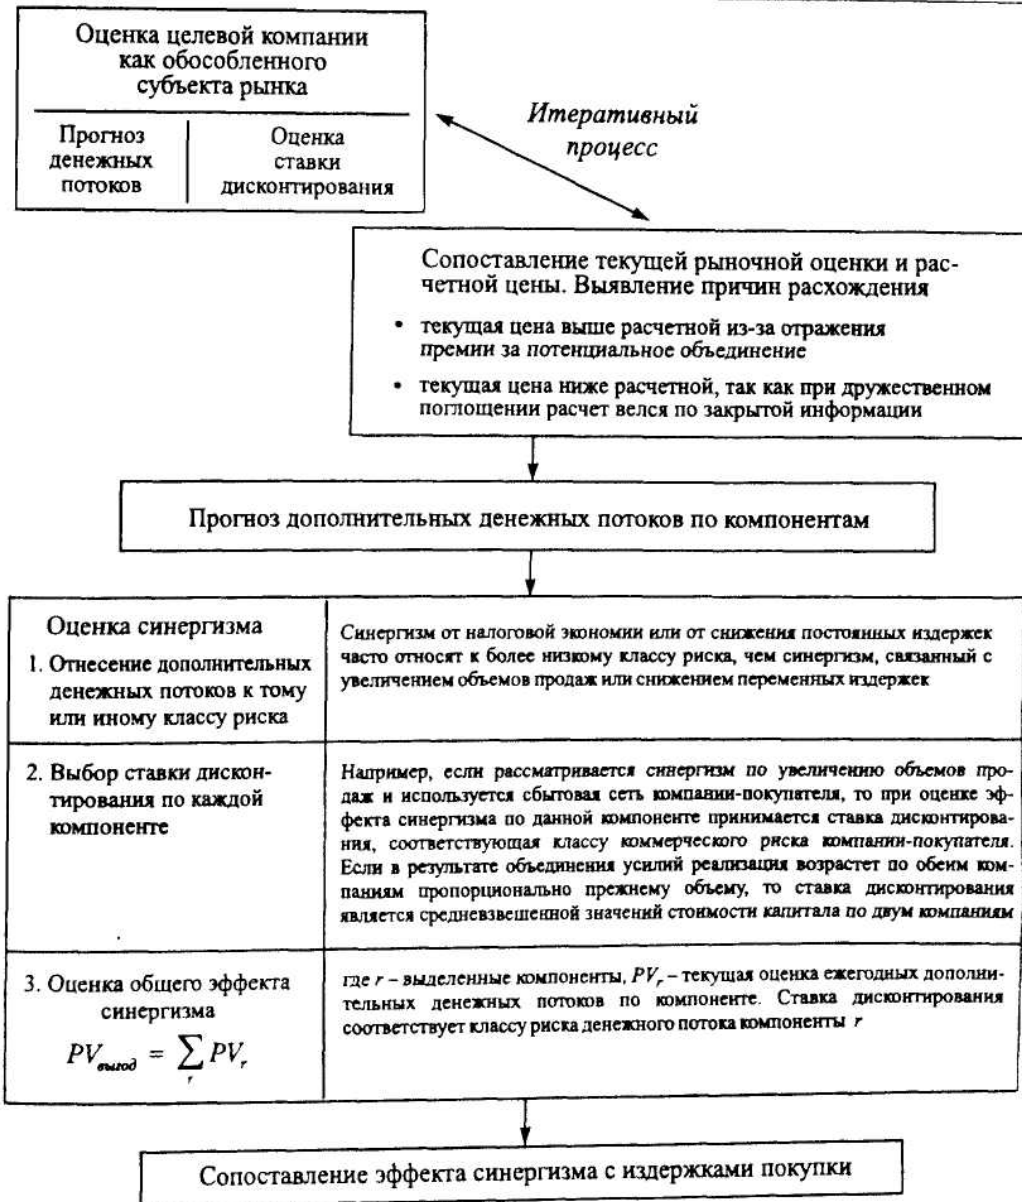 Оценка целевой компании
как обособленного
субъекта рынка
Прогноз
денежных
потоков
Оценка
ставки
дисконтирования
Итеративный
процесс
Сопоставление текущей рыночной оценки и рас-
четной цены. Выявление причин расхождения
• текущая цена выше расчетной из-за отражения
премии за потенциальное объединение
• текущая цена ниже расчетной, так как при дружественном
поглощении расчет велся по закрытой информации
Прогноз дополнительных денежных потоков по компонентам
Оценка синергизма
1. Отнесение дополнительных
денежных потоков к тому
или иному классу риска
Синергизм от налоговой экономии или от снижения постоянных издержек
часто относят к более низкому классу риска, чем синергизм, связанный с
увеличением объемов продаж или снижением переменных издержек
2. Выбор ставки дискон-
тирования по каждой
компоненте
Например, если рассматривается синергизм по увеличению объемов про-
даж и используется сбытовая сеть компании-покупателя, то при оценке эф-
фекта синергизма по данной компоненте принимается ставка дисконтирова-
ния, соответствующая классу коммерческого риска компании-покупателя.
Если в результате объединения усилий реализация возрастет по обеим ком-
паниям пропорционально прежнему объему, то ставка дисконтирования
является средневзвешенной значений стоимости капитала по двум компаниям
3. Оценка общего эффекта
синергизма
PV_выгод = ∑_r PV_r
где r – выделенные компоненты, PV_r – текущая оценка ежегодных дополни-
тельных денежных потоков по компоненте. Ставка дисконтирования
соответствует классу риска денежного потока компоненты r
Сопоставление эффекта синергизма с издержками покупки